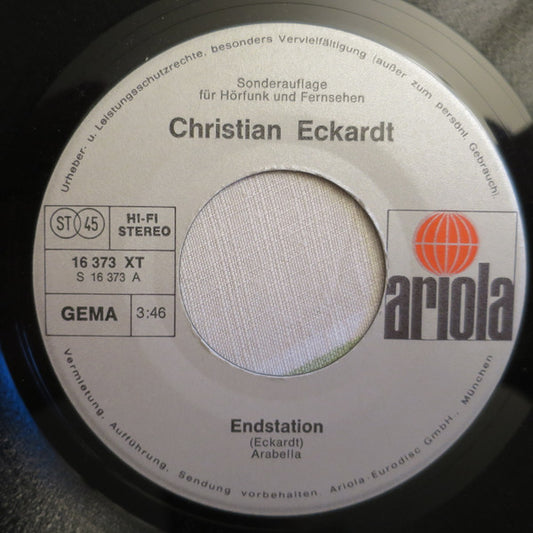 Urheber- u. Leistungsschutzrechte, besonders Vervielfältigung (außer zum persönl. Gebrauch),
Sonderauflage
für Hörfunk und Fernsehen
Christian Eckardt
ST 45
HI-FI
STEREO
16 373 XT
S 16 373 A
GEMA
3:46
ariola
Endstation
(Eckardt)
Arabella
Vermietung, Aufführung, Sendung vorbehalten. Ariola-Eurodisc GmbH., München